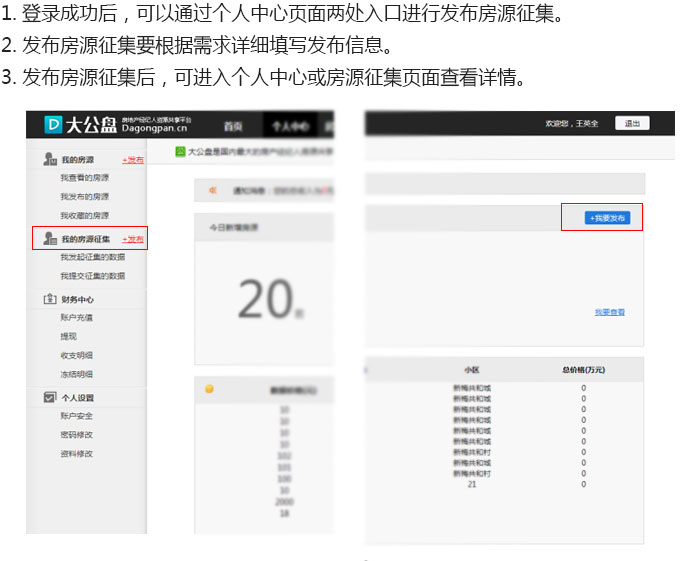 1. 登录成功后，可以通过个人中心页面两处入口进行发布房源征集。
2. 发布房源征集要根据需求详细填写发布信息。
3. 发布房源征集后，可进入个人中心或房源征集页面查看详情。
大公盘 房地产经纪人资源共享平台
Dagongpan.cn
首页 个人中心
欢迎您，王英全 退出
大公盘是国内最大的房产经纪人资源共享
我的房源 +发布
我查看的房源
我发布的房源
我收藏的房源
我的房源征集 +发布
我发起征集的数据
我提交征集的数据
财务中心
账户充值
提现
收支明细
冻结明细
个人设置
账户安全
密码修改
资料修改
通知消息：
今日新增房源
20
10
10
10
10
102
101
100
10
2000
18
+我要发布
我要查看
小区 总价格(万元)
新梅共和城 0
新梅共和城 0
新梅共和城 0
新梅共和城 0
新梅共和城 0
新梅共和城 0
新梅共和村 0
新梅共和城 0
新梅共和村 0
21 0